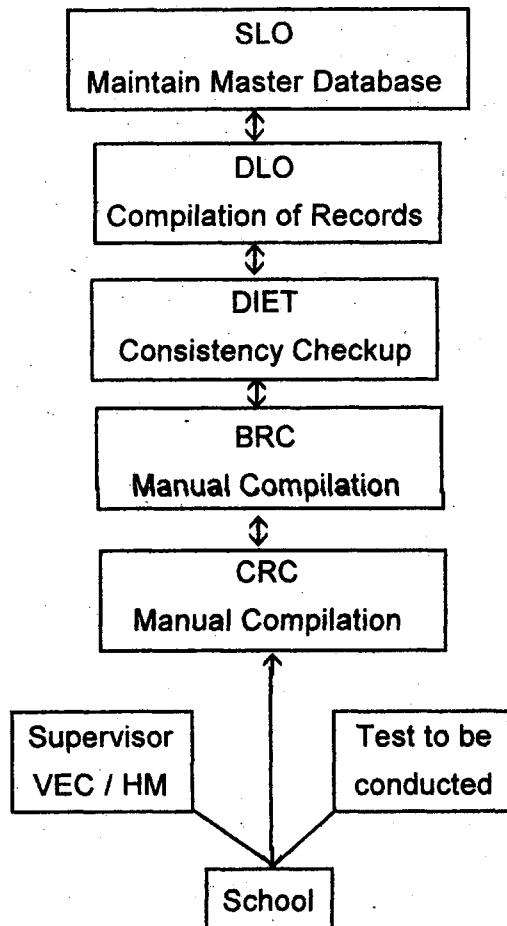 SLO
Maintain Master Database
DLO
Compilation of Records
DIET
Consistency Checkup
BRC
Manual Compilation
CRC
Manual Compilation
Supervisor
VEC / HM
Test to be
conducted
School